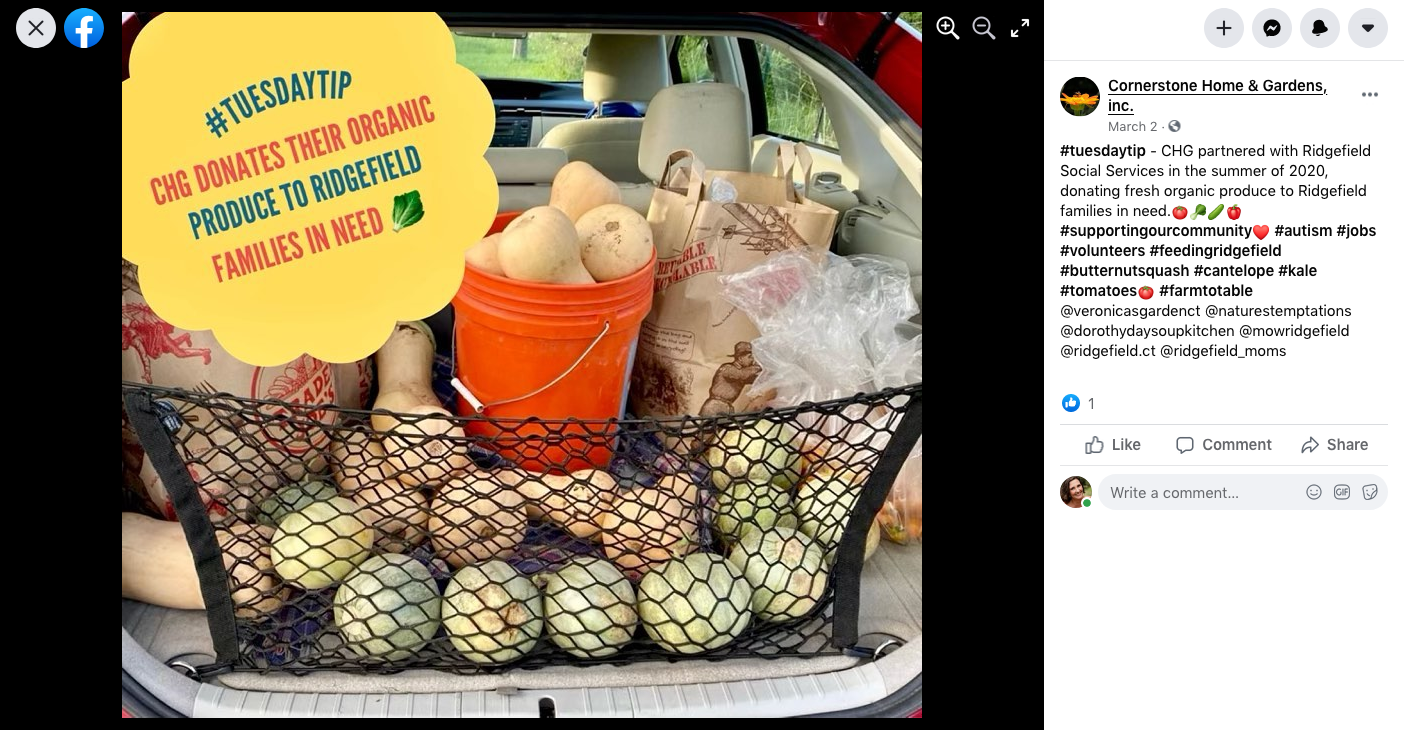 #TUESDAYTIP
CHG DONATES THEIR ORGANIC
PRODUCE TO RIDGEFIELD
FAMILIES IN NEED
Cornerstone Home & Gardens,
inc.
March 2 ·
#tuesdaytip - CHG partnered with Ridgefield
Social Services in the summer of 2020,
donating fresh organic produce to Ridgefield
families in need.🍅🥦🥒🍎
#supportingourcommunity❤️ #autism #jobs
#volunteers #feedingridgefield
#butternutsquash #cantelope #kale
#tomatoes🍅 #farmtotable
@veronicasgardenct @naturestemptations
@dorothydaysoupkitchen @mowridgefield
@ridgefield.ct @ridgefield_moms
1
Like Comment Share
Write a comment...
GIF